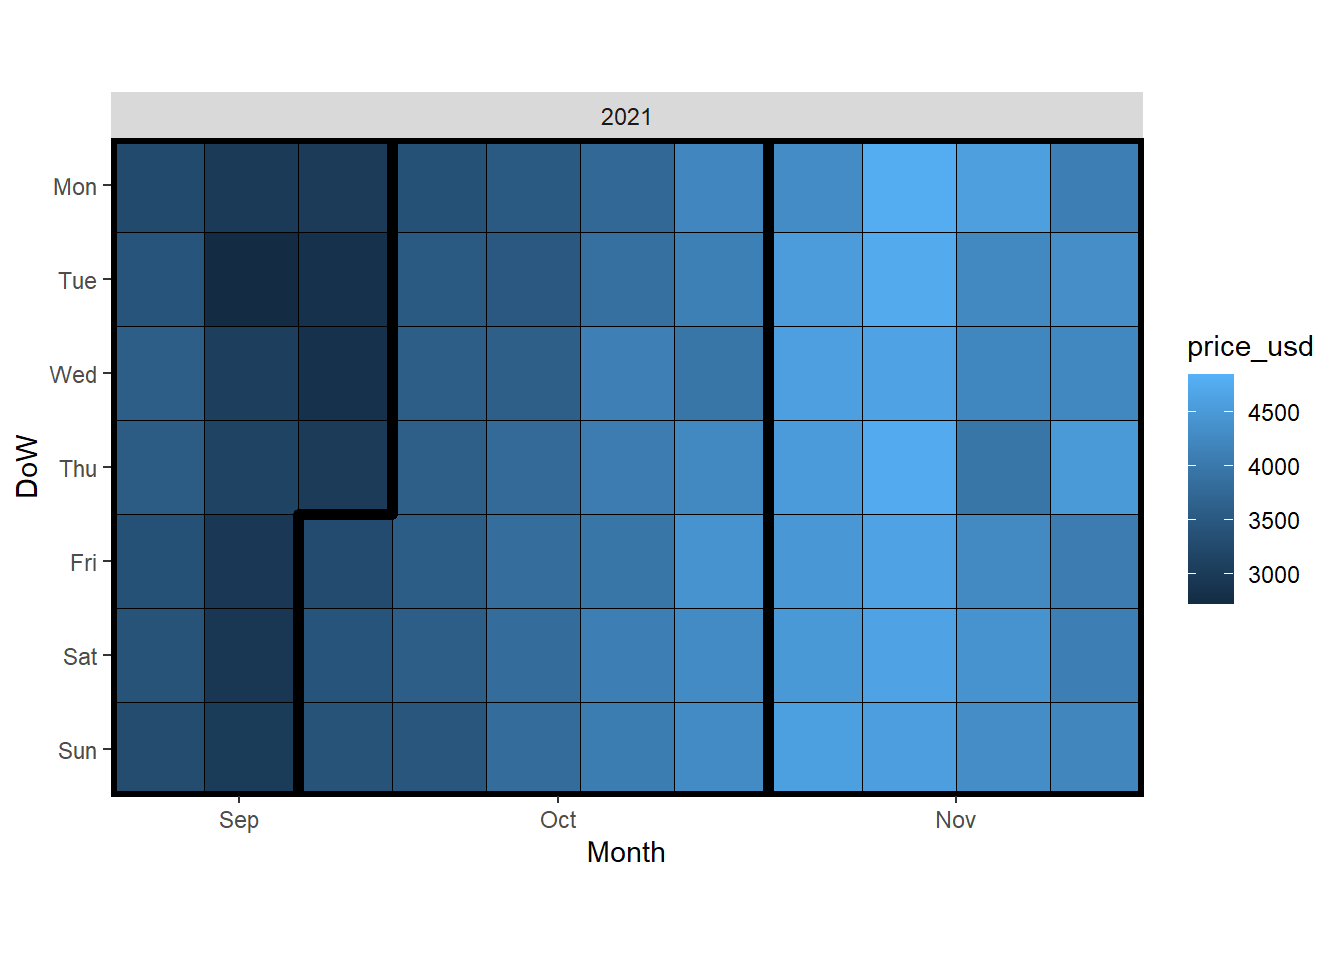 2021
Mon
Tue
Wed
Thu
Fri
Sat
Sun
DoW
Sep Oct Nov
Month
price_usd
4500
4000
3500
3000